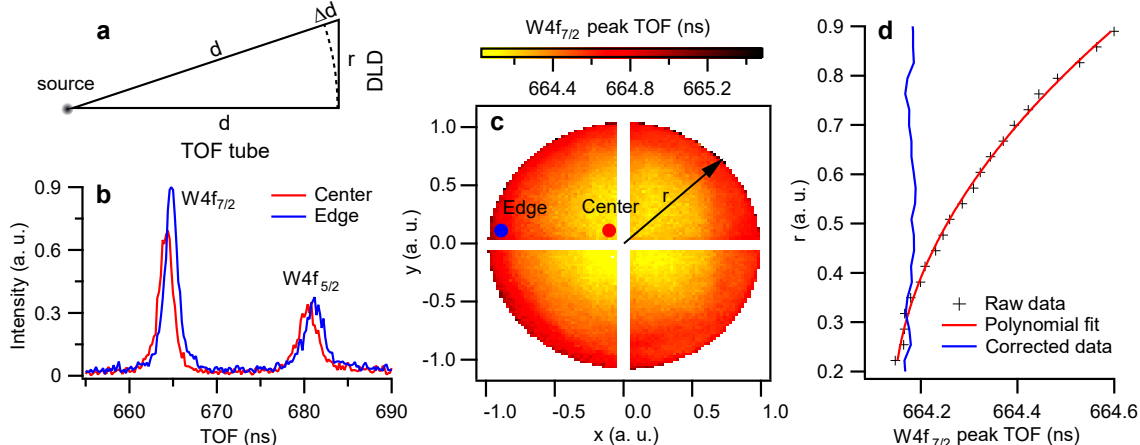 a
Δd
d
r
DLD
source
d
TOF tube
b
W4f7/2
Center
Edge
W4f 5/2
Intensity (a. u.)
0.9
0.6
0.3
0
660
670
680
690
TOF (ns)
W4f7/2 peak TOF (ns)
664.4
664.8
665.2
c
y (a. u.)
1.0
0.5
0.0
-0.5
-1.0
r
Edge
Center
-1.0
-0.5
0.0
0.5
1.0
x (a. u.)
d
r (a. u.)
0.9
0.8
0.7
0.6
0.5
0.4
0.3
0.2
Raw data
Polynomial fit
Corrected data
664.2
664.4
664.6
W4f7/2 peak TOF (ns)